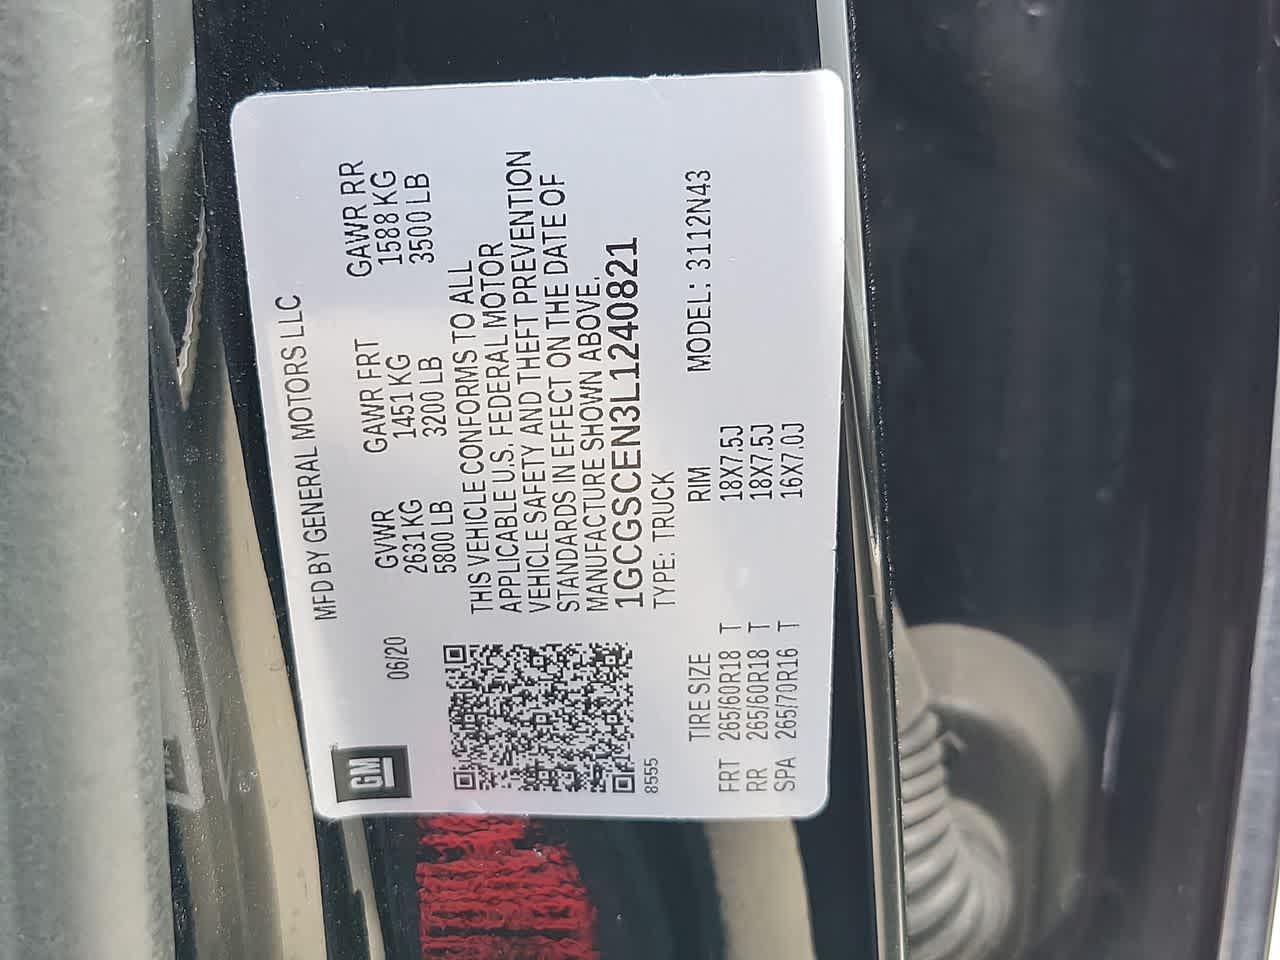 MFD BY GENERAL MOTORS LLC
GM
06/20
GVWR GAWR FRT GAWR RR
2631 KG 1451 KG 1588 KG
5800 LB 3200 LB 3500 LB
THIS VEHICLE CONFORMS TO ALL
APPLICABLE U.S. FEDERAL MOTOR
VEHICLE SAFETY AND THEFT PREVENTION
STANDARDS IN EFFECT ON THE DATE OF
MANUFACTURE SHOWN ABOVE.
1GCGSCEN3L1240821
8555
TYPE: TRUCK
TIRE SIZE RIM MODEL: 3112N43
FRT 265/60R18 T 18X7.5J
RR 265/60R18 T 18X7.5J
SPA 265/70R16 T 16X7.0J